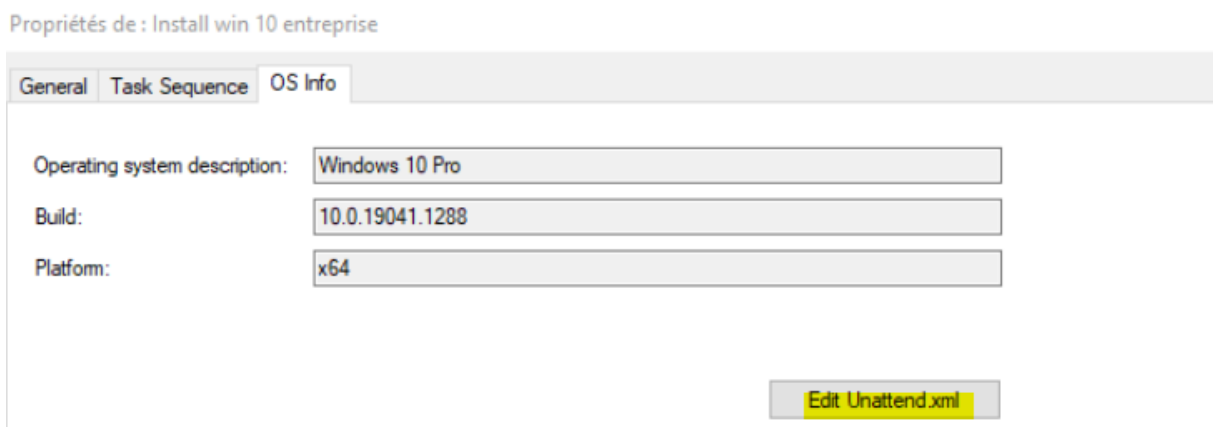 Propriétés de : Install win 10 entreprise
General Task Sequence OS Info
Operating system description: Windows 10 Pro
Build: 10.0.19041.1288
Platform: x64
Edit Unattend.xml